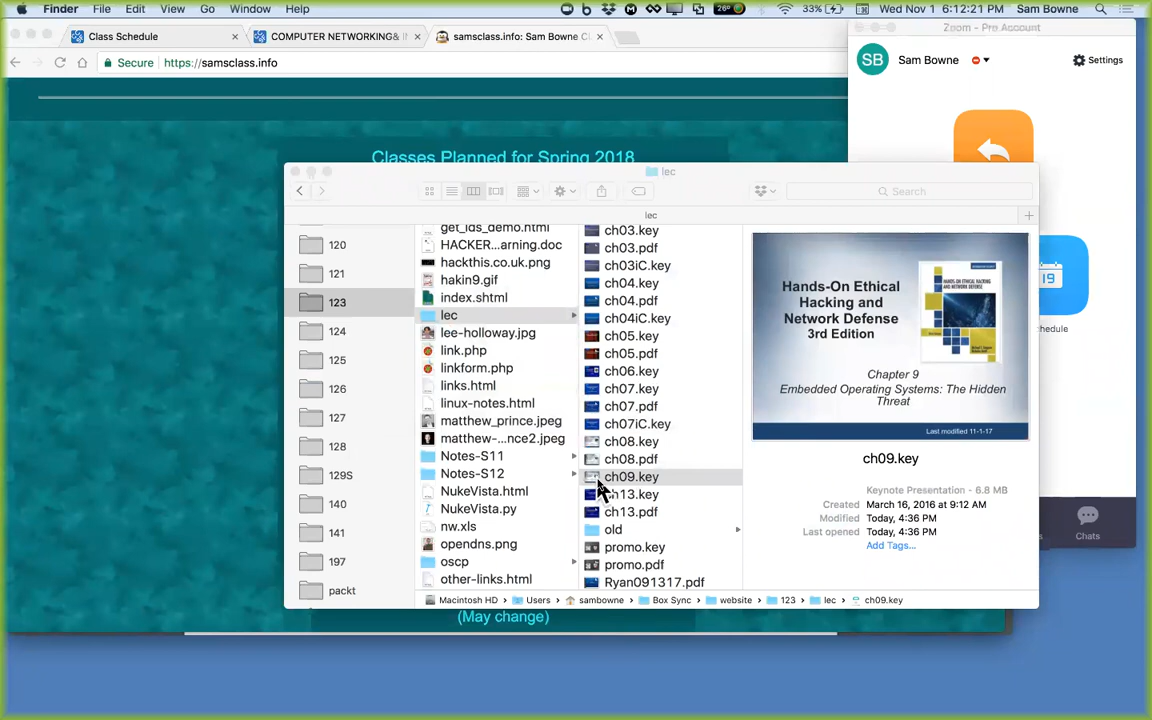 Finder File Edit View Go Window Help 26° 33% Wed Nov 1 6:12:21 PM Sam Bowne
Class Schedule × COMPUTER NETWORKING& I × samsclass.info: Sam Bowne Cl ×
Secure https://samsclass.info
Zoom - Pro Account
SB Sam Bowne Settings
Classes Planned for Spring 2018
lec
Search
lec
120
121
123
124
125
126
127
128
129S
140
141
197
packt
get_ids_demo.html
HACKER...arning.doc
hackthis.co.uk.png
hakin9.gif
index.shtml
lec
lee-holloway.jpg
link.php
linkform.php
links.html
linux-notes.html
matthew_prince.jpeg
matthew-...nce2.jpeg
Notes-S11
Notes-S12
NukeVista.html
NukeVista.py
nw.xls
opendns.png
oscp
other-links.html
ch03.key
ch03.pdf
ch03iC.key
ch04.key
ch04.pdf
ch04iC.key
ch05.key
ch05.pdf
ch06.key
ch07.key
ch07.pdf
ch07iC.key
ch08.key
ch08.pdf
ch09.key
ch13.key
ch13.pdf
old
promo.key
promo.pdf
Ryan091317.pdf
Hands-On Ethical
Hacking and
Network Defense
3rd Edition
Chapter 9
Embedded Operating Systems: The Hidden
Threat
Last modified 11-1-17
ch09.key
Keynote Presentation - 6.8 MB
Created March 16, 2016 at 9:12 AM
Modified Today, 4:36 PM
Last opened Today, 4:36 PM
Add Tags...
19
hedule
Chats
Macintosh HD › Users › sambowne › Box Sync › website › 123 › lec › ch09.key
(May change)